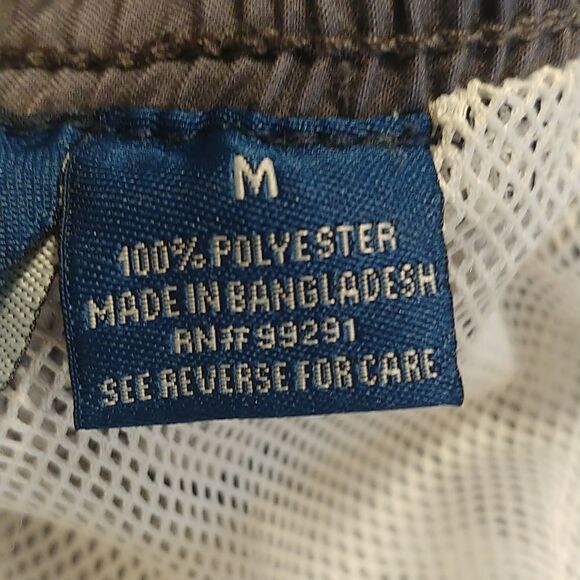 M
100% POLYESTER
MADE IN BANGLADESH
RN# 99291
SEE REVERSE FOR CARE